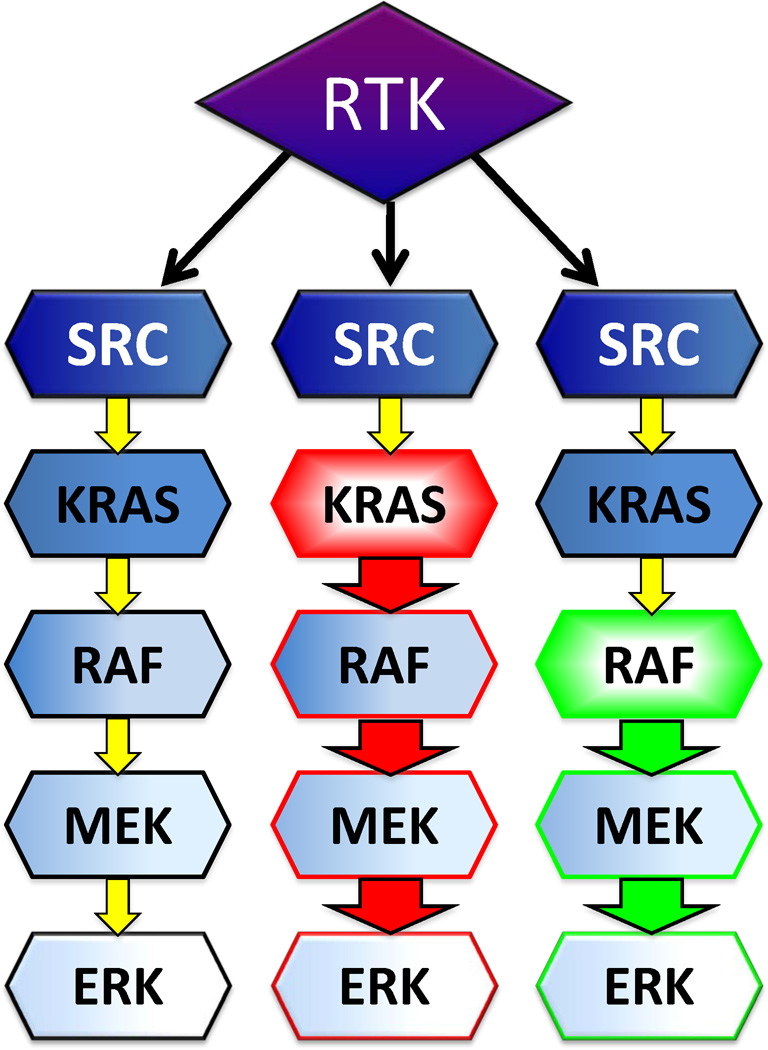 RTK
SRC SRC SRC
KRAS KRAS KRAS
RAF RAF RAF
MEK MEK MEK
ERK ERK ERK